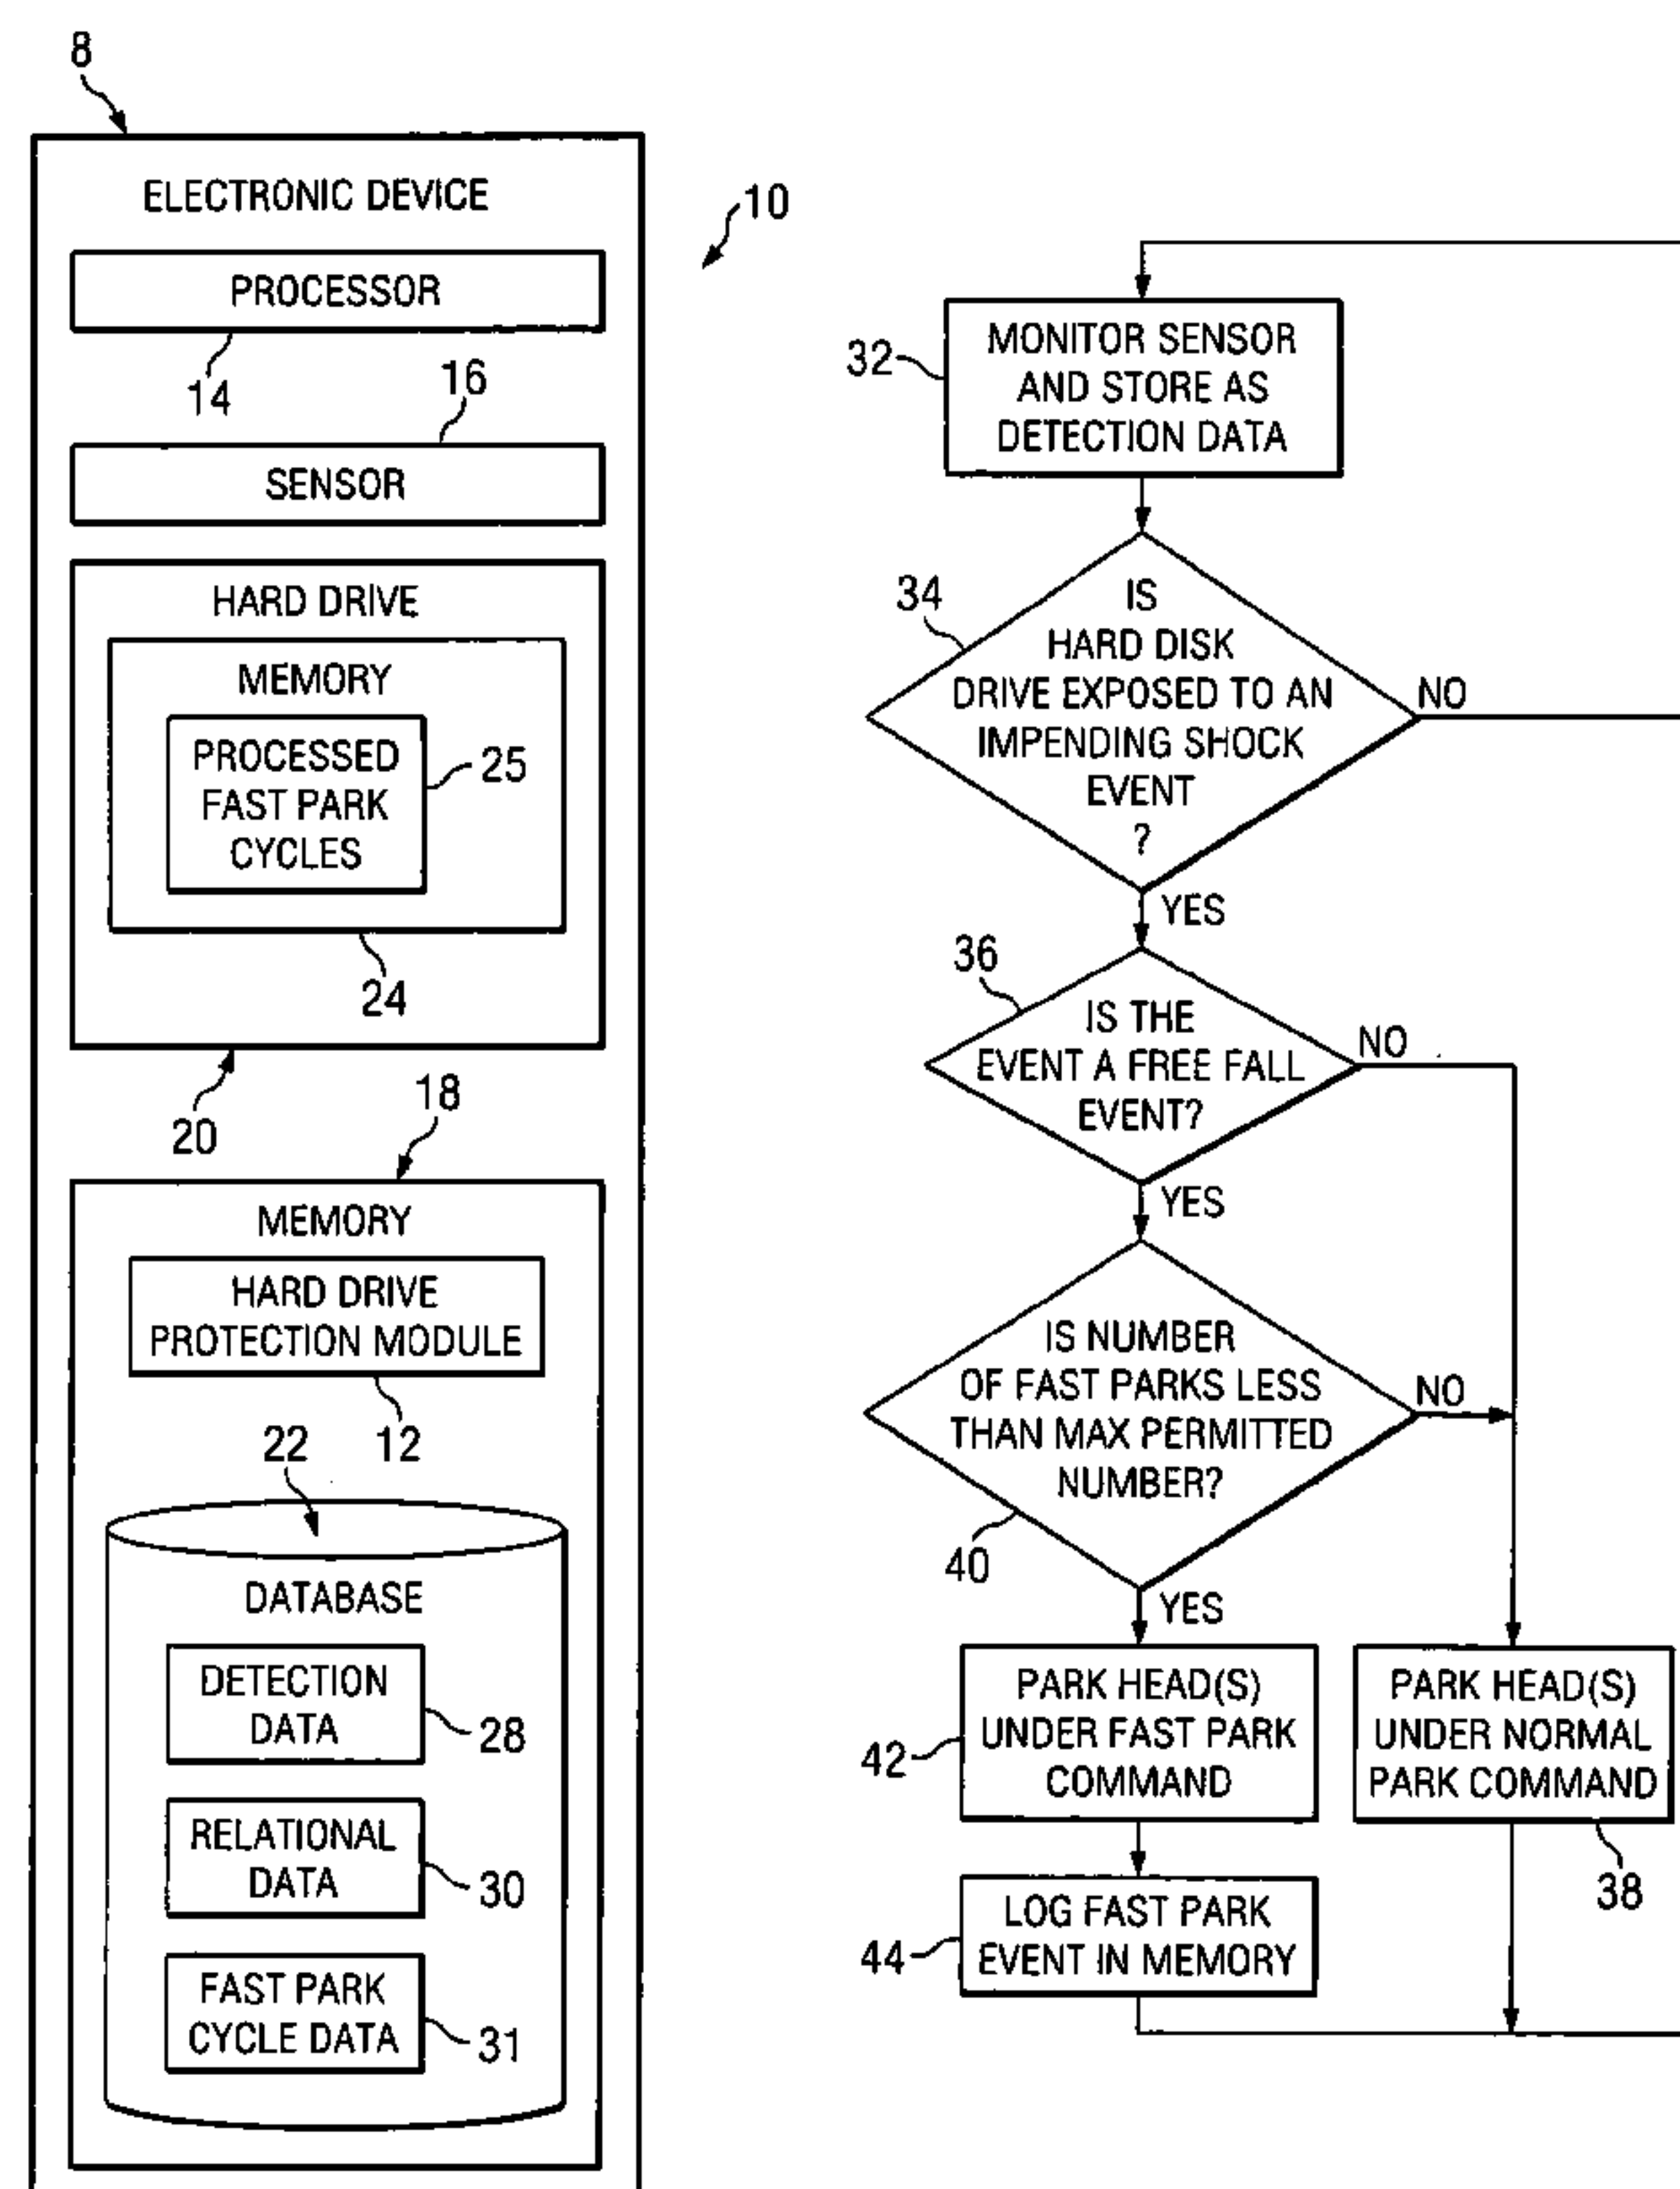 8
ELECTRONIC DEVICE
10
PROCESSOR
14
16
SENSOR
HARD DRIVE
MEMORY
PROCESSED
FAST PARK
CYCLES
25
24
20
18
MEMORY
HARD DRIVE
PROTECTION MODULE
12
22
DATABASE
DETECTION
DATA
28
RELATIONAL
DATA
30
FAST PARK
CYCLE DATA
31
32
MONITOR SENSOR
AND STORE AS
DETECTION DATA
34
IS
HARD DISK
DRIVE EXPOSED TO AN
IMPENDING SHOCK
EVENT
?
NO
YES
36
IS THE
EVENT A FREE FALL
EVENT?
NO
YES
IS NUMBER
OF FAST PARKS LESS
THAN MAX PERMITTED
NUMBER?
NO
40
YES
PARK HEAD(S)
UNDER FAST PARK
COMMAND
42
PARK HEAD(S)
UNDER NORMAL
PARK COMMAND
38
LOG FAST PARK
EVENT IN MEMORY
44